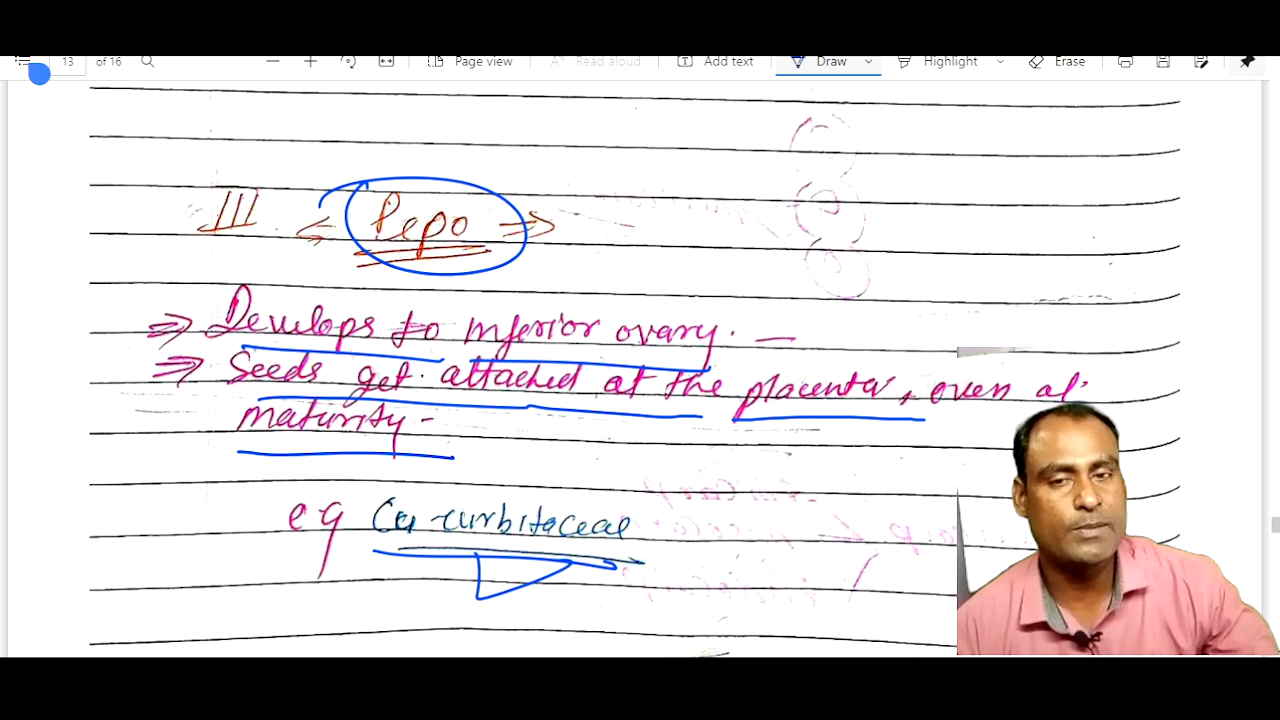 13 of 16 Page view Read aloud Add text Draw Highlight Erase
III Pepo ⇒
⇒ Develops to inferior ovary. —
⇒ Seeds get attached at the placenta, even at
maturity -
eg Cucurbitaceae